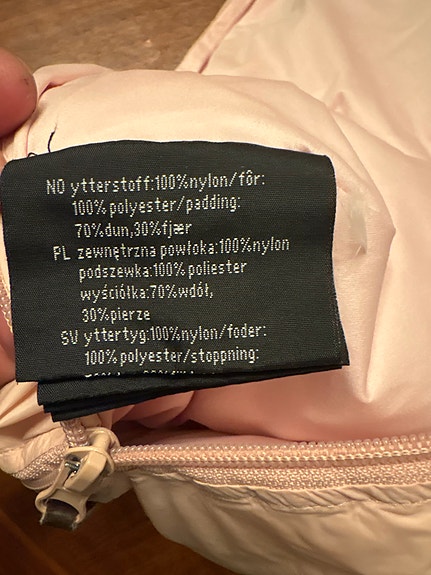 NO ytterstoff:100%nylon/fôr:
100%polyester/padding:
70%dun,30%fjær
PL zewnętrzna powłoka:100%nylon
podszewka:100%poliester
wyściółka:70%wdół,
30%pierze
SV yttertyg:100%nylon/foder:
100%polyester/stoppning: